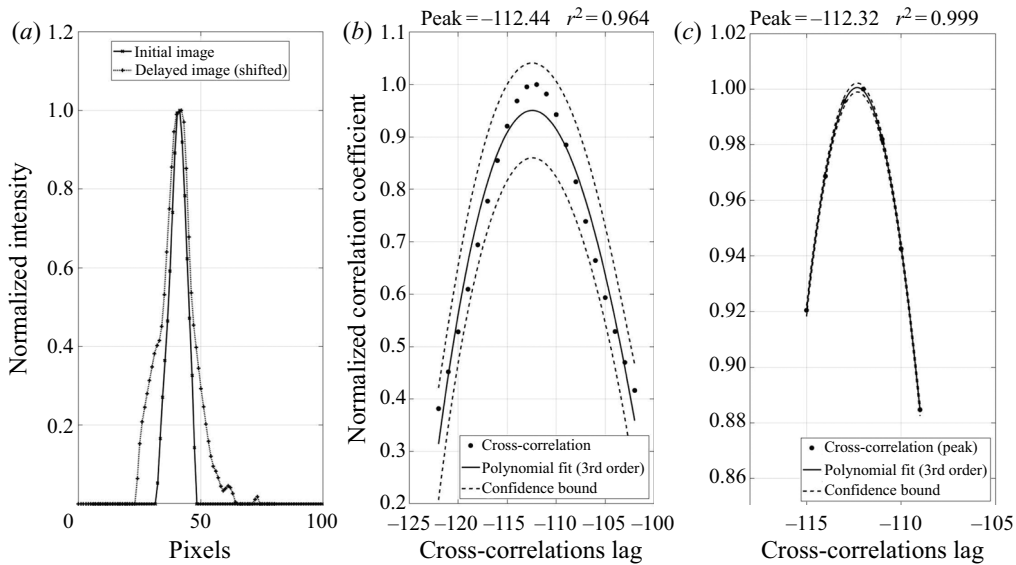 (a)
1.2
1.0
0.8
0.6
0.4
0.2
0
50
100
Normalized intensity
Pixels
Initial image
Delayed image (shifted)
Peak = –112.44 r² = 0.964
(b)
1.1
1.0
0.9
0.8
0.7
0.6
0.5
0.4
0.3
0.2
–125
–120
–115
–110
–105
–100
Normalized correlation coefficient
Cross-correlations lag
Cross-correlation
Polynomial fit (3rd order)
Confidence bound
Peak = –112.32 r² = 0.999
(c)
1.02
1.00
0.98
0.96
0.94
0.92
0.90
0.88
0.86
–115
–110
–105
Cross-correlations lag
Cross-correlation (peak)
Polynomial fit (3rd order)
Confidence bound